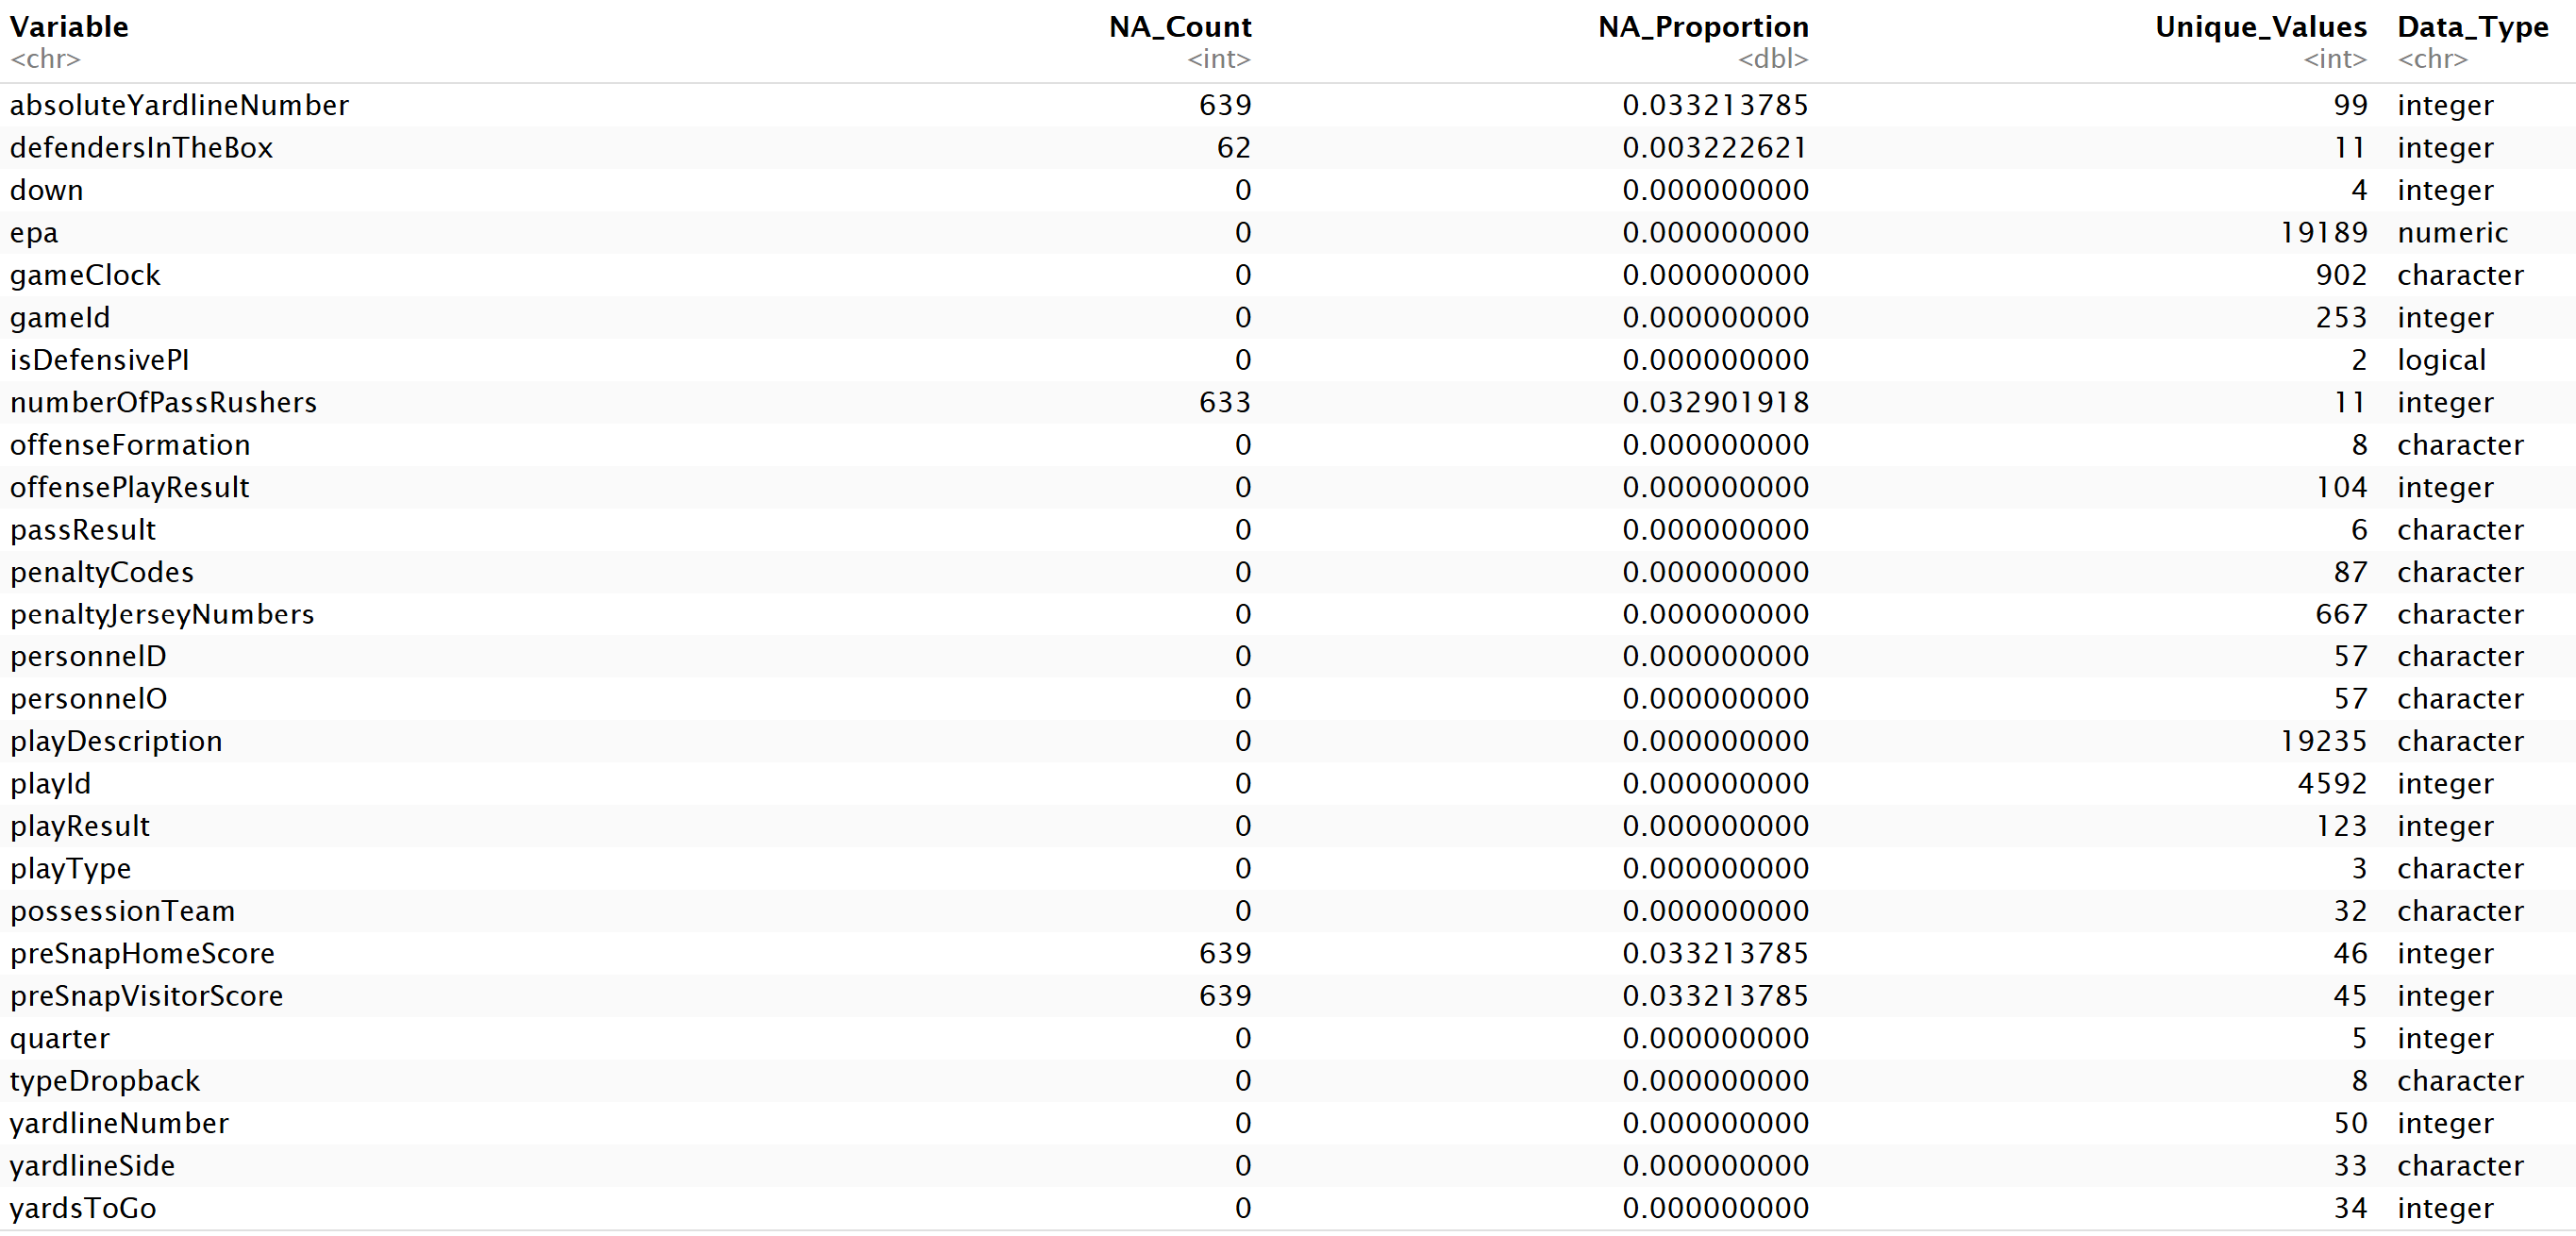 Variable NA_Count NA_Proportion Unique_Values Data_Type
<chr> <int> <dbl> <int> <chr>
absoluteYardlineNumber 639 0.033213785 99 integer
defendersInTheBox 62 0.003222621 11 integer
down 0 0.000000000 4 integer
epa 0 0.000000000 19189 numeric
gameClock 0 0.000000000 902 character
gameId 0 0.000000000 253 integer
isDefensivePI 0 0.000000000 2 logical
numberOfPassRushers 633 0.032901918 11 integer
offenseFormation 0 0.000000000 8 character
offensePlayResult 0 0.000000000 104 integer
passResult 0 0.000000000 6 character
penaltyCodes 0 0.000000000 87 character
penaltyJerseyNumbers 0 0.000000000 667 character
personnelD 0 0.000000000 57 character
personnelO 0 0.000000000 57 character
playDescription 0 0.000000000 19235 character
playId 0 0.000000000 4592 integer
playResult 0 0.000000000 123 integer
playType 0 0.000000000 3 character
possessionTeam 0 0.000000000 32 character
preSnapHomeScore 639 0.033213785 46 integer
preSnapVisitorScore 639 0.033213785 45 integer
quarter 0 0.000000000 5 integer
typeDropback 0 0.000000000 8 character
yardlineNumber 0 0.000000000 50 integer
yardlineSide 0 0.000000000 33 character
yardsToGo 0 0.000000000 34 integer